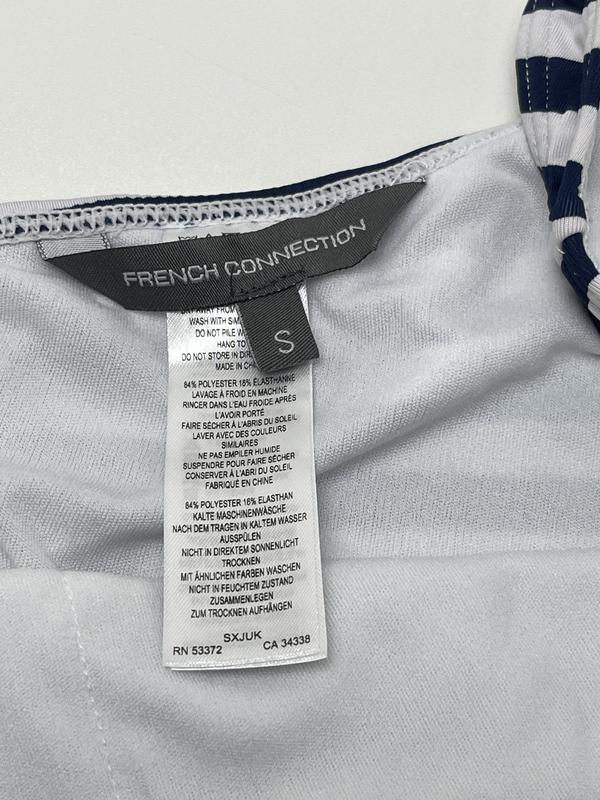 FRENCH CONNECTION
S
WASH WITH SIM
DO NOT PILE W
HANG TO
DO NOT STORE IN DIR
MADE IN CH
84% POLYESTER 16% ÉLASTHANNE
LAVAGE À FROID EN MACHINE
RINCER DANS L'EAU FROIDE APRÈS
L'AVOIR PORTÉ
FAIRE SÉCHER À L'ABRIS DU SOLEIL
LAVER AVEC DES COULEURS
SIMILAIRES
NE PAS EMPILER HUMIDE
SUSPENDRE POUR FAIRE SÉCHER
CONSERVER À L'ABRI DU SOLEIL
FABRIQUÉ EN CHINE
84% POLYESTER 16% ELASTHAN
KALTE MASCHINENWÄSCHE
NACH DEM TRAGEN IN KALTEM WASSER
AUSSPÜLEN
NICHT IN DIREKTEM SONNENLICHT
TROCKNEN
MIT ÄHNLICHEN FARBEN WASCHEN
NICHT IN FEUCHTEM ZUSTAND
ZUSAMMENLEGEN
ZUM TROCKNEN AUFHÄNGEN
SXJUK
RN 53372 CA 34338